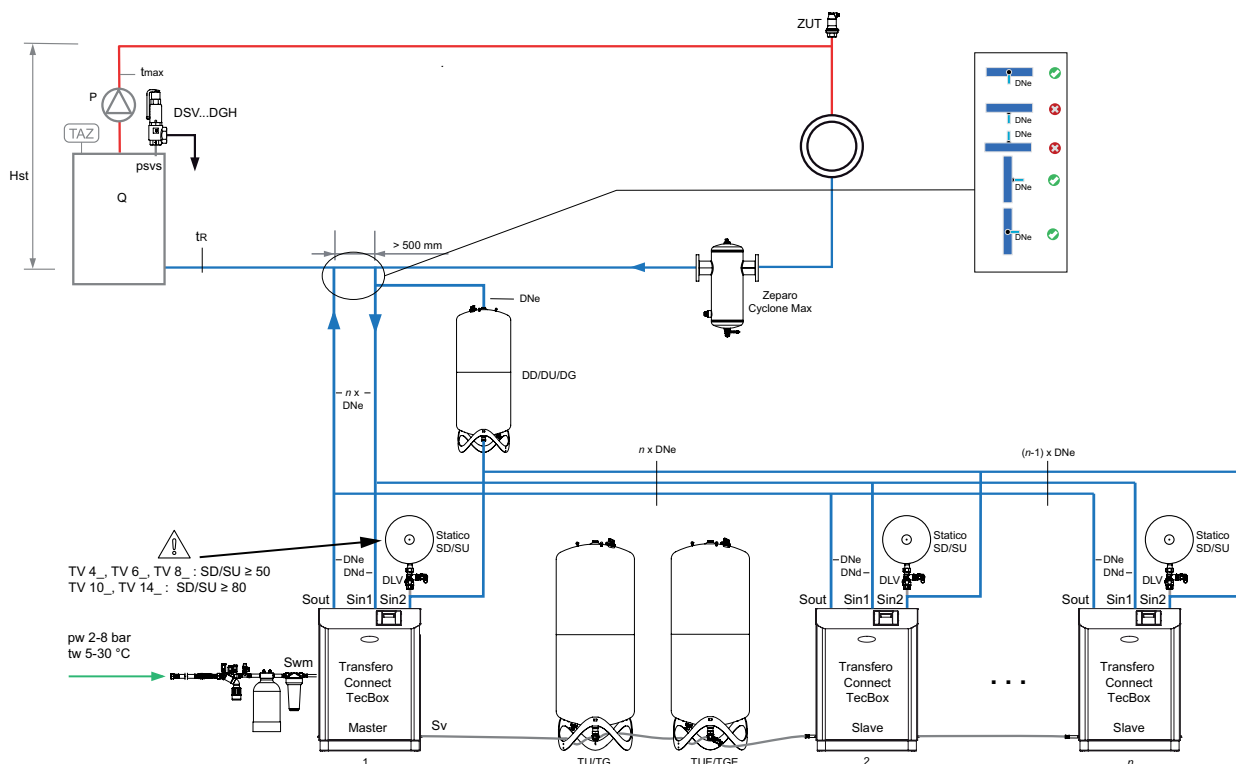 ZUT
tmax
P
DSV...DGH
TAZ
psvs
Hst
Q
tR
> 500 mm
DNe
DNe
DNe
DNe
DNe
Zeparo
Cyclone Max
DNe
DD/DU/DG
n x
DNe
n x DNe
(n-1) x DNe
TV 4_, TV 6_, TV 8_ : SD/SU ≥ 50
TV 10_, TV 14_ : SD/SU ≥ 80
Statico
SD/SU
DLV
DNe
DNd
Sout
Sin1
Sin2
Statico
SD/SU
DLV
DNe
DNd
Sout
Sin1
Sin2
Statico
SD/SU
DLV
DNe
DNd
Sout
Sin1
Sin2
pw 2-8 bar
tw 5-30 °C
Swm
Transfero
Connect
TecBox
Master
Sv
Transfero
Connect
TecBox
Slave
. . .
Transfero
Connect
TecBox
Slave
1
TU/TG
TUE/TGE
2
n